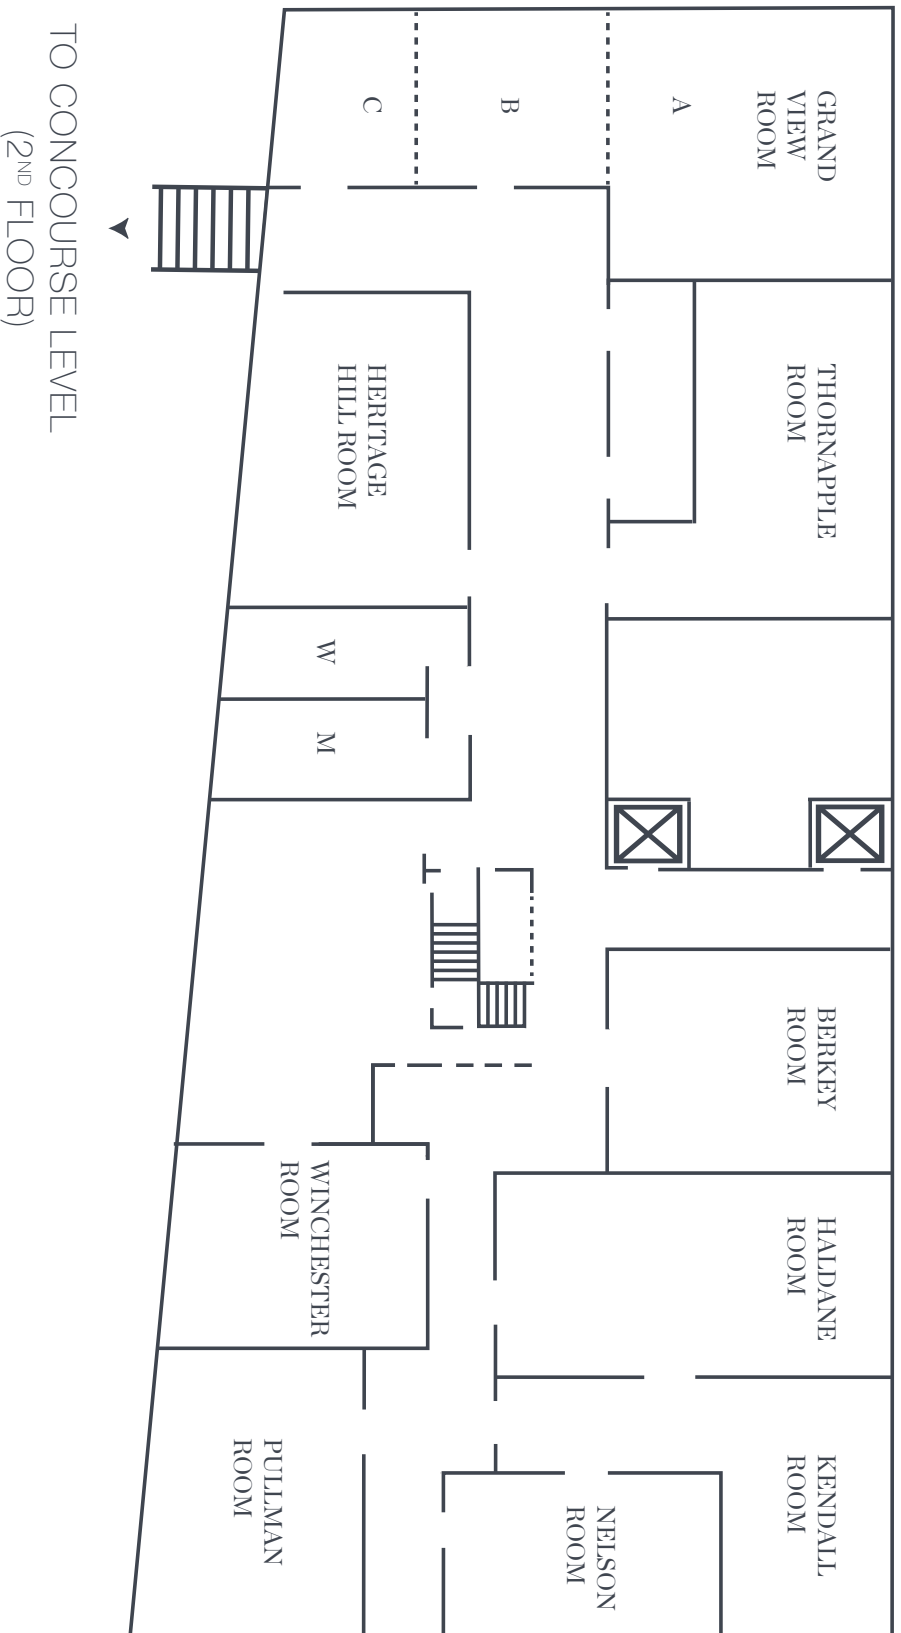 GRAND
VIEW
ROOM
A
B
C
THORNAPPLE
ROOM
HERITAGE
HILL ROOM
W
M
BERKEY
ROOM
HALDANE
ROOM
WINCHESTER
ROOM
KENDALL
ROOM
NELSON
ROOM
PULLMAN
ROOM
TO CONCOURSE LEVEL
(2ND FLOOR)